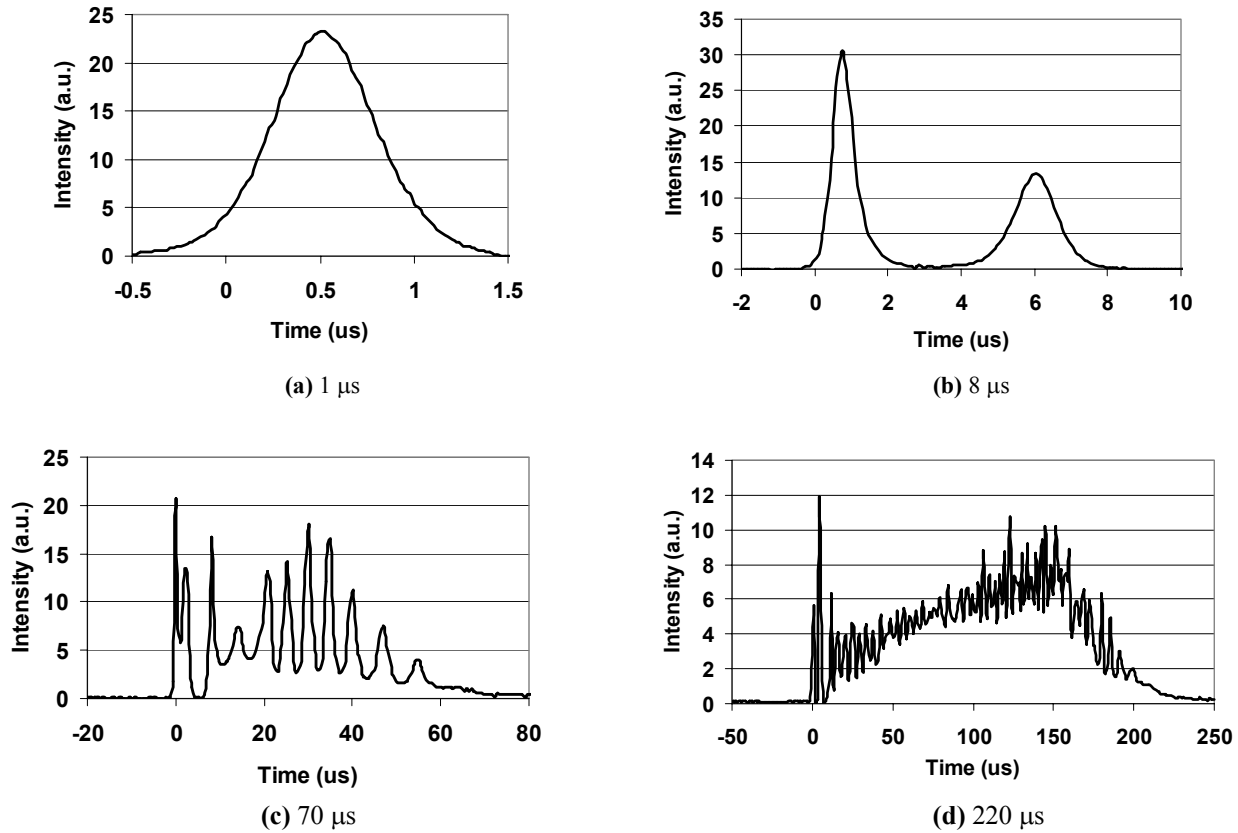 25
20
15
10
5
0
Intensity (a.u.)
-0.5 0 0.5 1 1.5
Time (us)
(a) 1 μs
35
30
25
20
15
10
5
0
Intensity (a.u.)
-2 0 2 4 6 8 10
Time (us)
(b) 8 μs
25
20
15
10
5
0
Intensity (a.u.)
-20 0 20 40 60 80
Time (us)
(c) 70 μs
14
12
10
8
6
4
2
0
Intensity (a.u.)
-50 0 50 100 150 200 250
Time (us)
(d) 220 μs